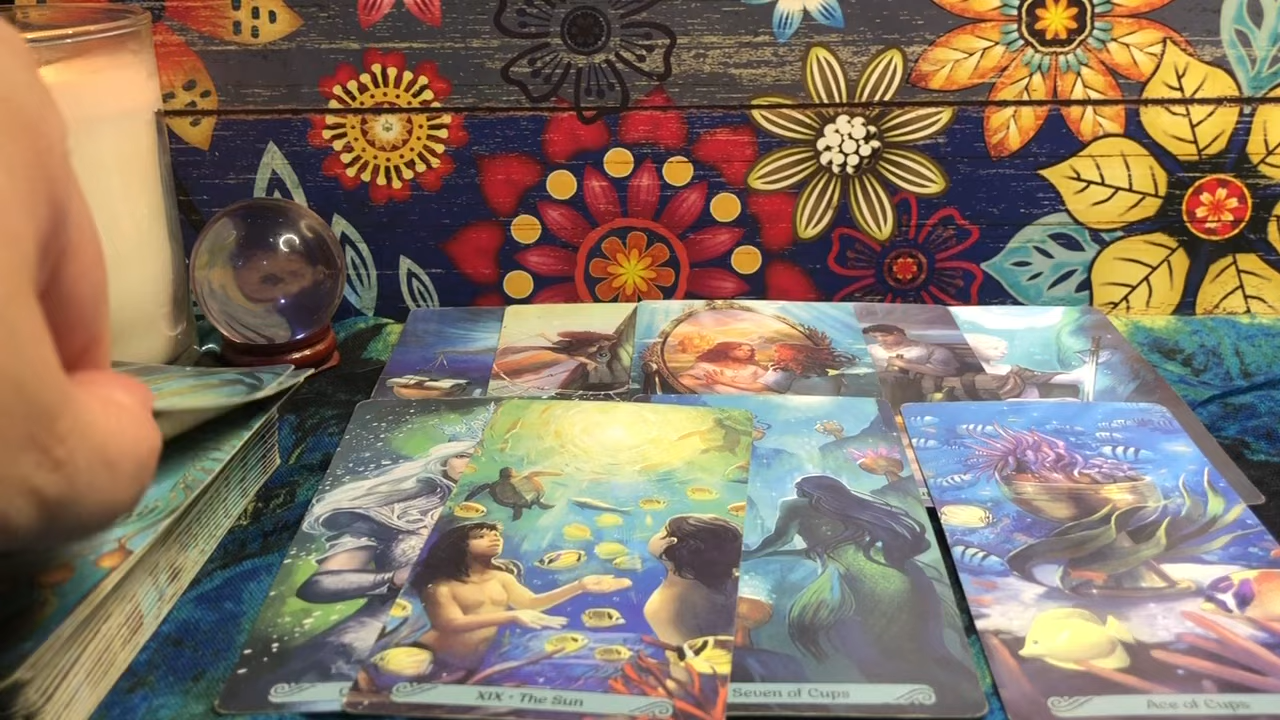 XIX • The Sun
Seven of Cups
Ace of Cups